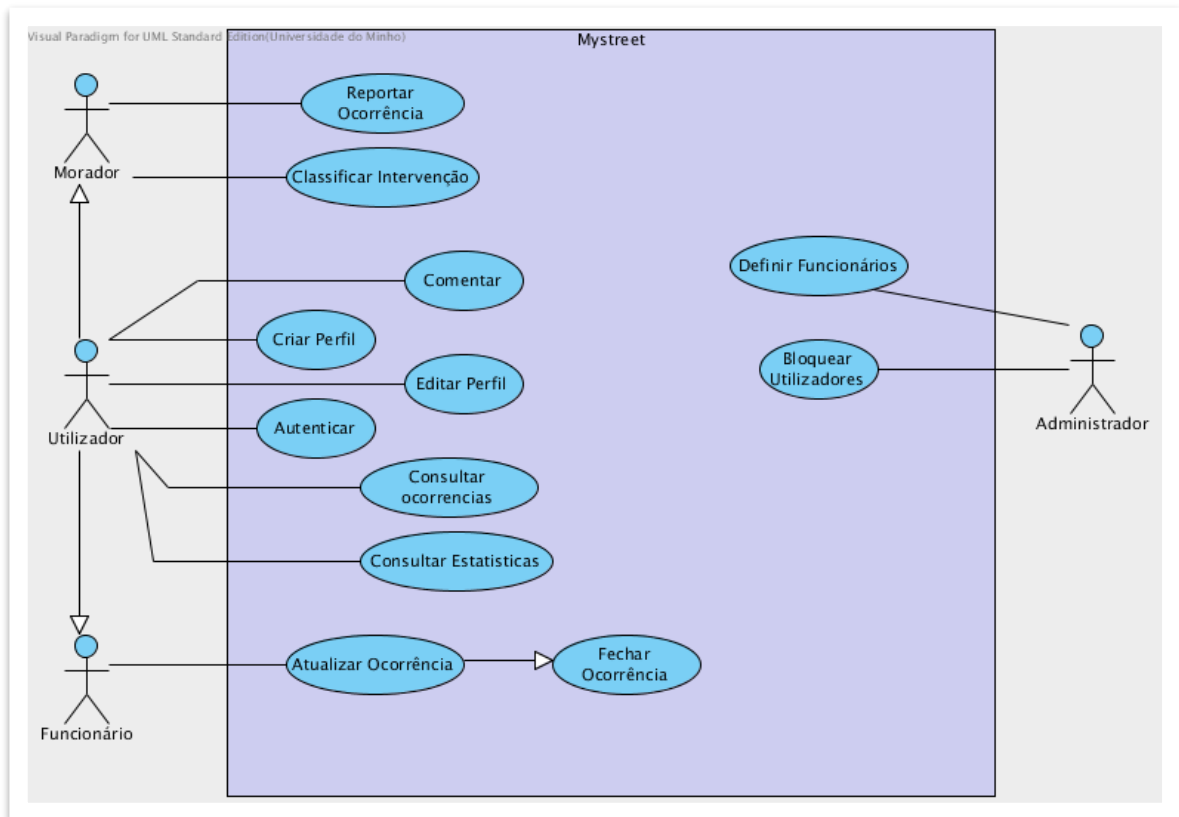 Visual Paradigm for UML Standard Edition(Universidade do Minho)
Mystreet
Reportar
Ocorrência
Morador
Classificar Intervenção
Comentar
Definir Funcionários
Criar Perfil
Bloquear
Utilizadores
Editar Perfil
Administrador
Autenticar
Utilizador
Consultar
ocorrencias
Consultar Estatisticas
Atualizar Ocorrência
Fechar
Ocorrência
Funcionário